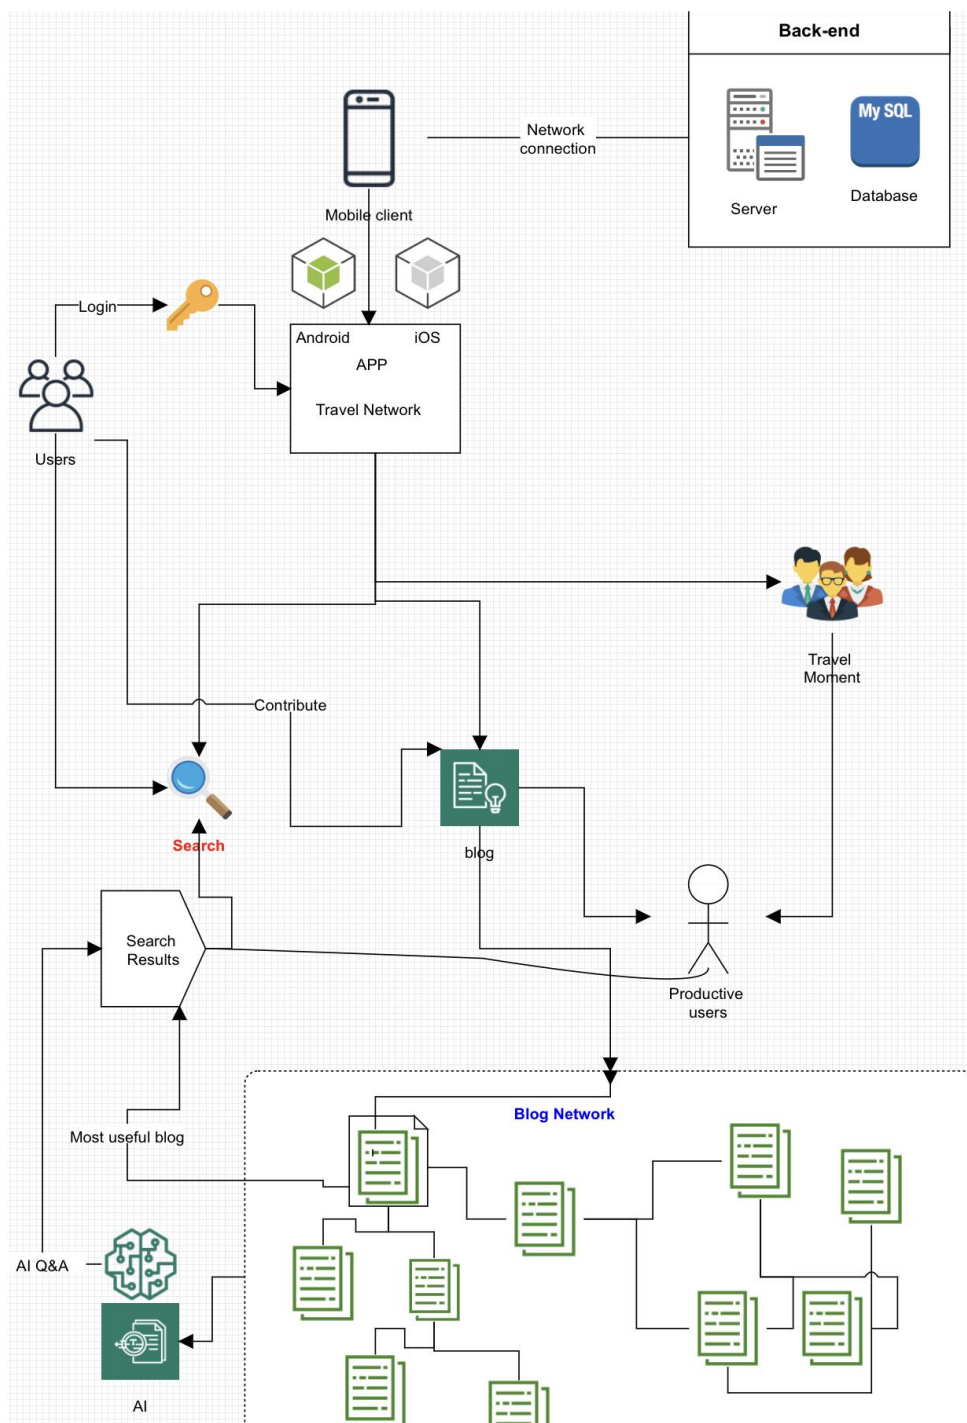 Back-end
My SQL
Server
Database
Network
connection
Mobile client
Login
Android
iOS
APP
Travel Network
Users
Travel
Moment
Contribute
Search
blog
Search
Results
Productive
users
Blog Network
Most useful blog
AI Q&A
AI